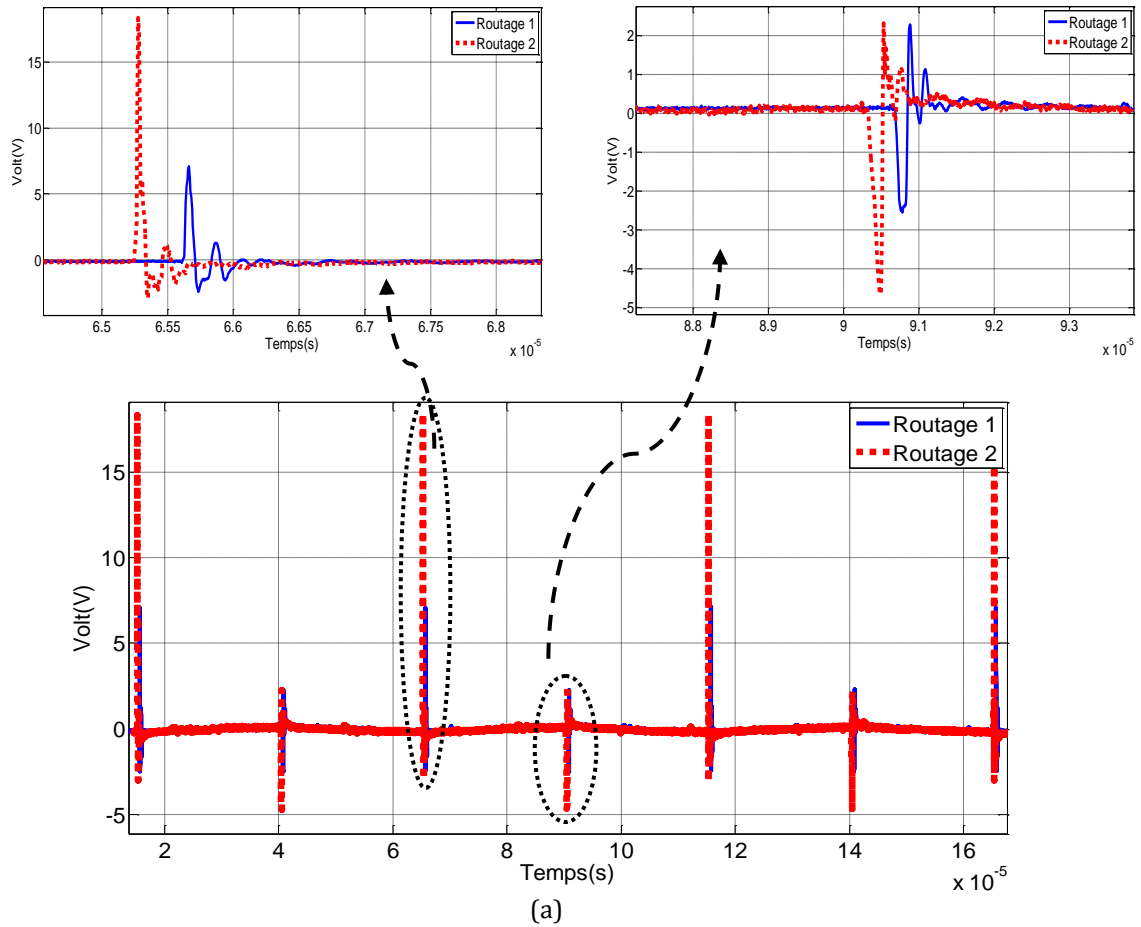 Routage 1
Routage 2
Volt(V)
15
10
5
0
6.5 6.55 6.6 6.65 6.7 6.75 6.8
Temps(s)
x 10⁻⁵
Routage 1
Routage 2
Volt(V)
2
1
0
-1
-2
-3
-4
-5
8.8 8.9 9 9.1 9.2 9.3
Temps(s)
x 10⁻⁵
Routage 1
Routage 2
Volt(V)
15
10
5
0
-5
2 4 6 8 10 12 14 16
Temps(s)
x 10⁻⁵
(a)